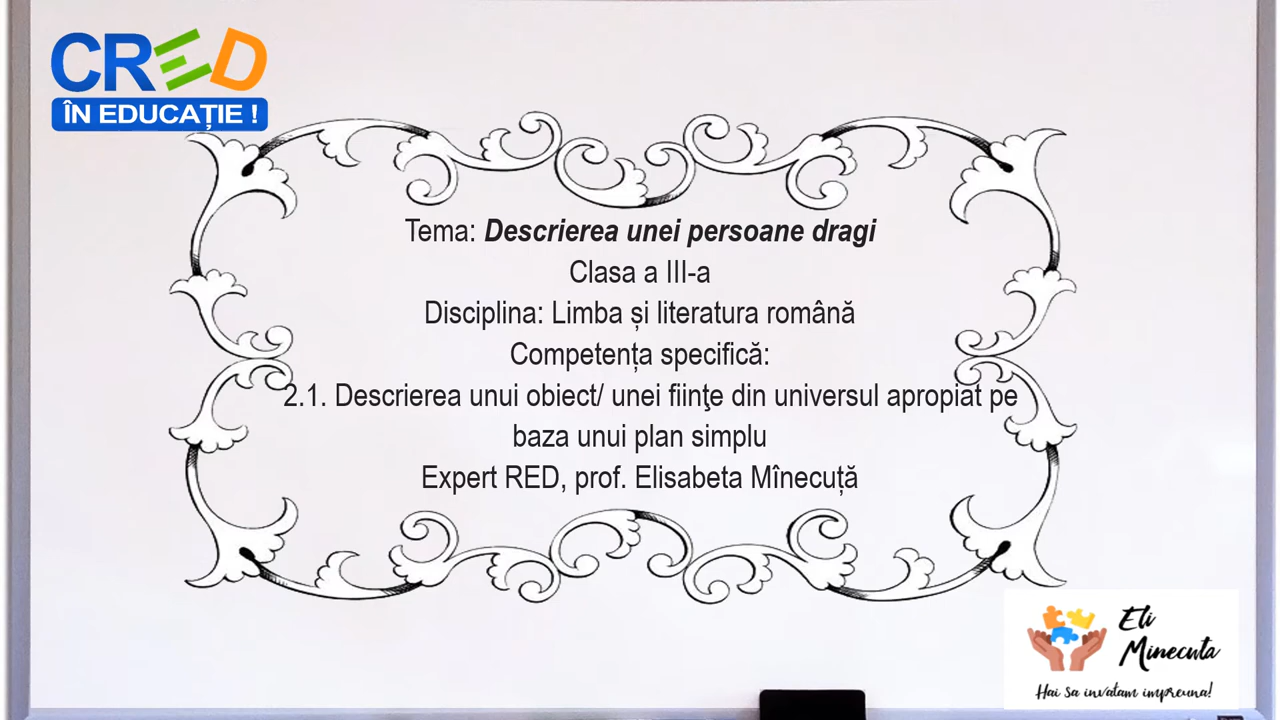 CRED
ÎN EDUCAȚIE !
Tema: Descrierea unei persoane dragi
Clasa a III-a
Disciplina: Limba și literatura română
Competența specifică:
2.1. Descrierea unui obiect/ unei fiinţe din universul apropiat pe
baza unui plan simplu
Expert RED, prof. Elisabeta Mînecuță
Eli
Minecuta
Hai sa invatam impreuna!